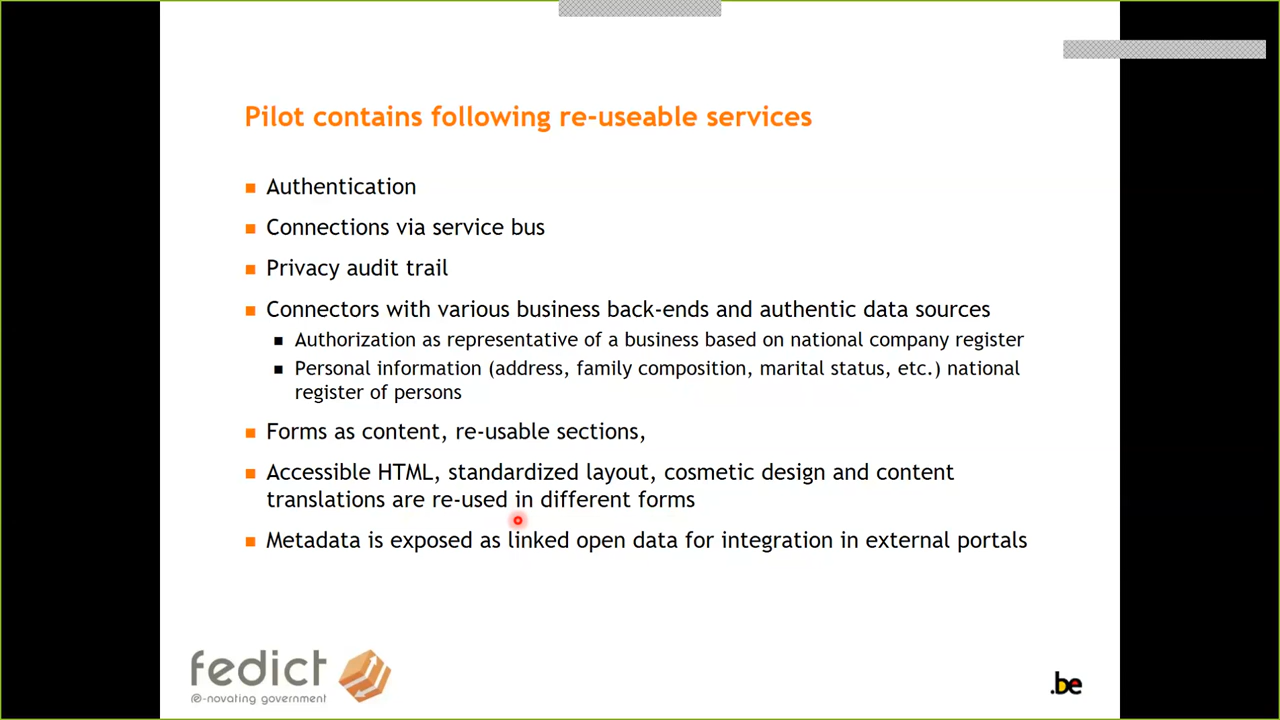 Pilot contains following re-useable services
Authentication
Connections via service bus
Privacy audit trail
Connectors with various business back-ends and authentic data sources
Authorization as representative of a business based on national company register
Personal information (address, family composition, marital status, etc.) national
register of persons
Forms as content, re-usable sections,
Accessible HTML, standardized layout, cosmetic design and content
translations are re-used in different forms
Metadata is exposed as linked open data for integration in external portals
fedict
e-novating government
.be